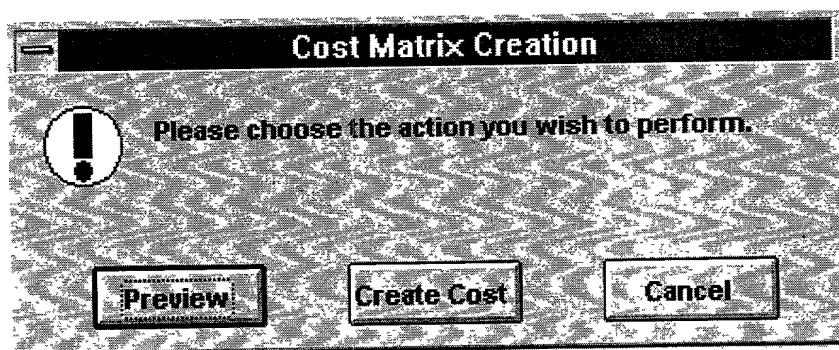 Cost Matrix Creation
Please choose the action you wish to perform.
Preview Create Cost Cancel